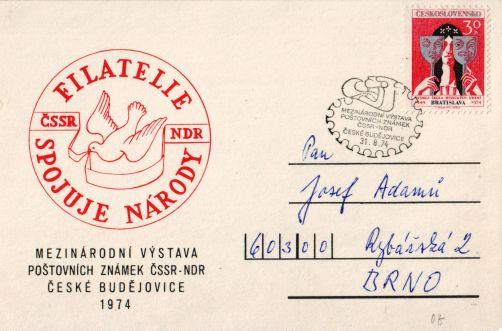 FILATELIE
ČSSR
NDR
SPOJUJE NÁRODY
MEZINÁRODNÍ VÝSTAVA
POŠTOVNÍCH ZNÁMEK ČSSR-NDR
ČESKÉ BUDĚJOVICE
1974
ČESKOSLOVENSKO
30
1949
1974
BRATISLAVA
MEZINÁRODNÍ VÝSTAVA
POŠTOVNÍCH ZNÁMEK
ČSSR-NDR
ČESKÉ BUDĚJOVICE
31.8.74
Pan
Josef Adamů
60300
Rybářská 2
BRNO